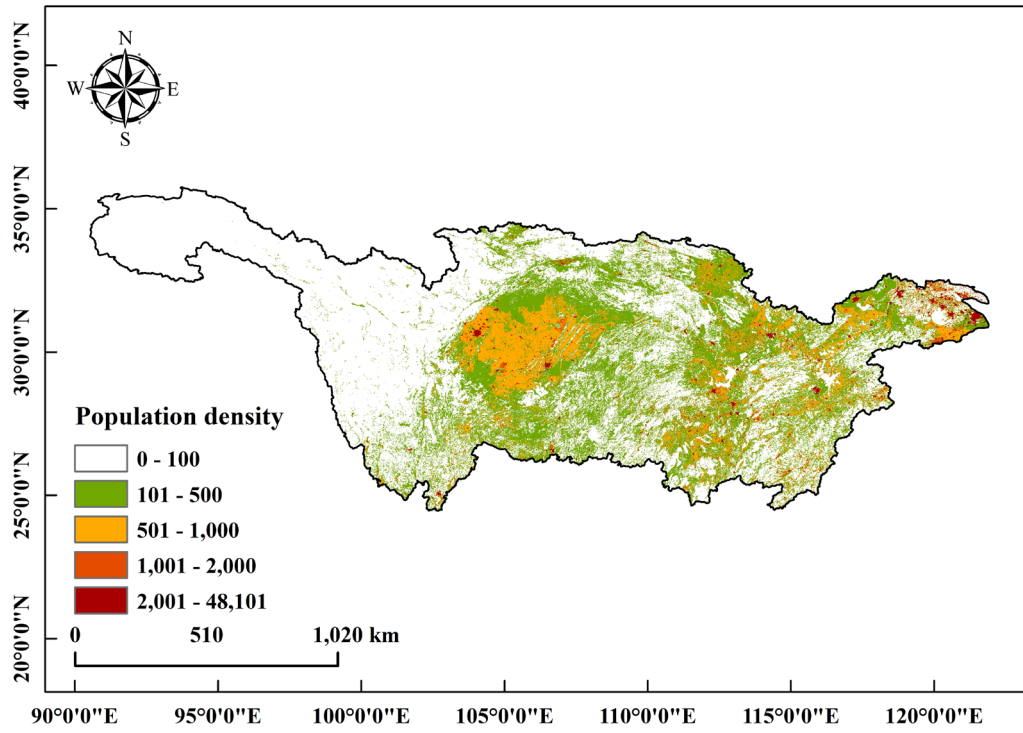 N
W E
S
40°0'0"N
35°0'0"N
30°0'0"N
25°0'0"N
20°0'0"N
Population density
0 - 100
101 - 500
501 - 1,000
1,001 - 2,000
2,001 - 48,101
0 510 1,020 km
90°0'0"E 95°0'0"E 100°0'0"E 105°0'0"E 110°0'0"E 115°0'0"E 120°0'0"E